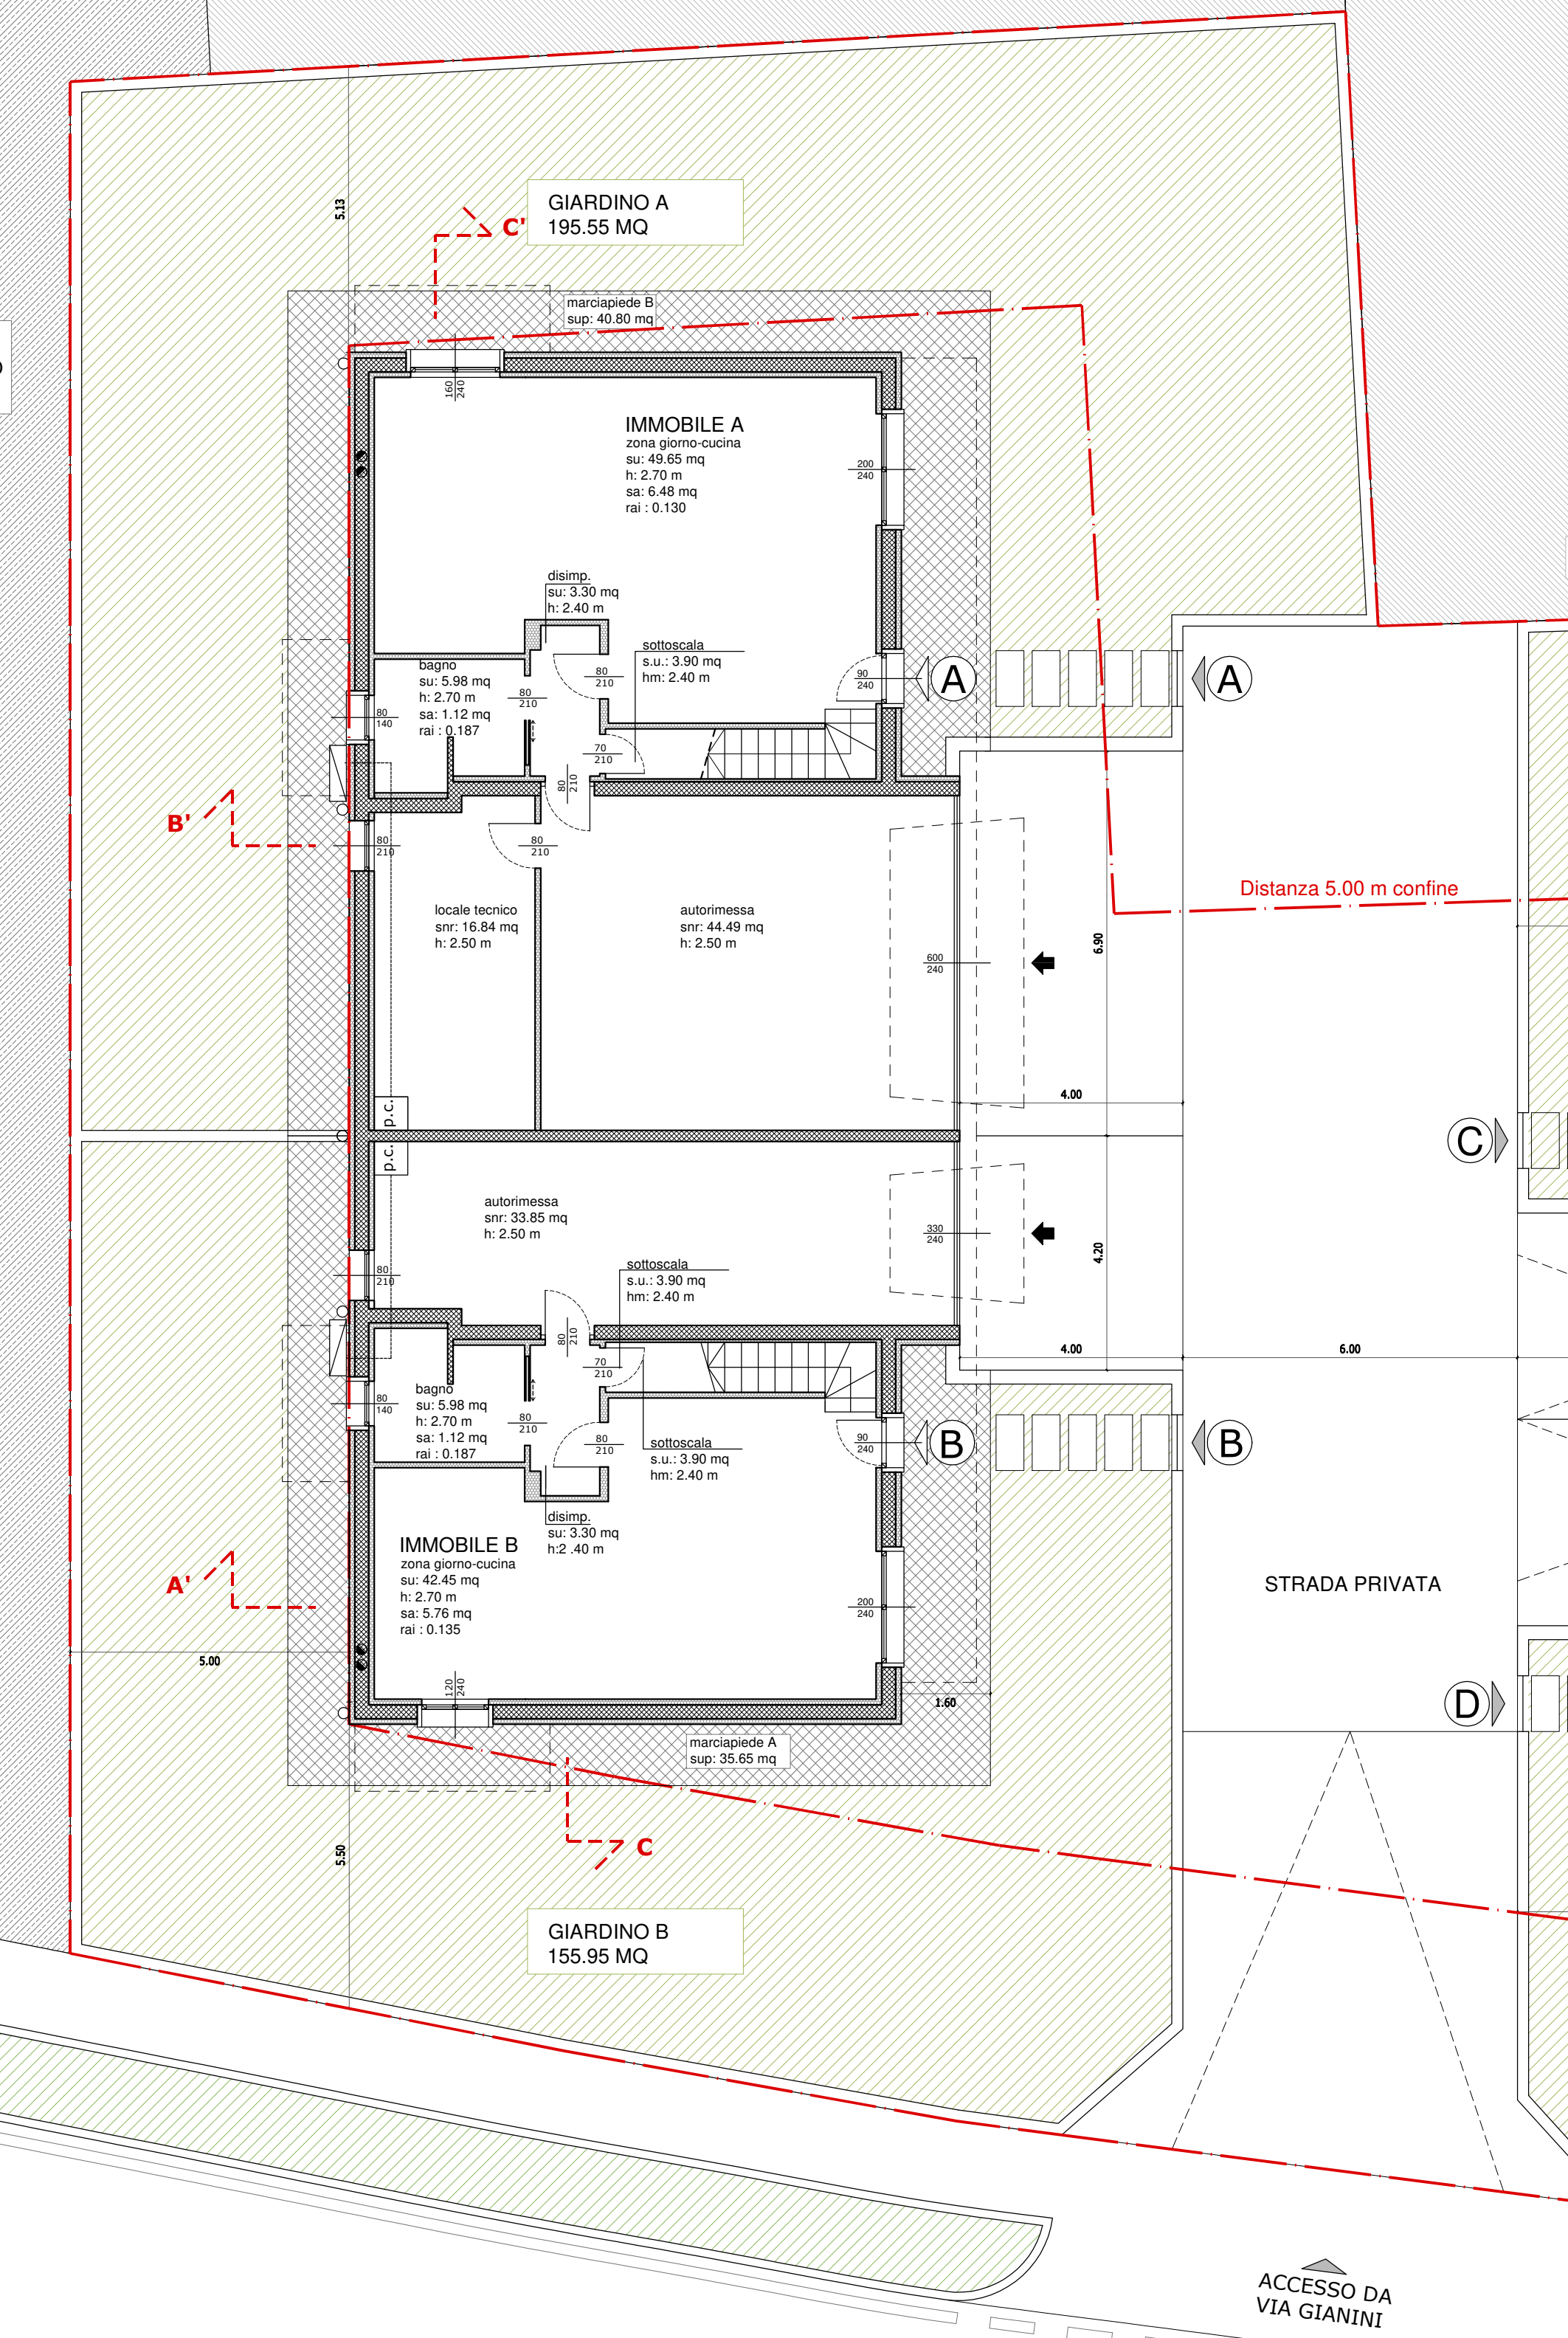 5.13
C'
GIARDINO A
195.55 MQ
marciapiede B
sup: 40.80 mq
160
240
IMMOBILE A
zona giorno-cucina
su: 49.65 mq
h: 2.70 m
sa: 6.48 mq
rai : 0.130
200
240
disimp.
su: 3.30 mq
h: 2.40 m
sottoscala
s.u.: 3.90 mq
hm: 2.40 m
bagno
su: 5.98 mq
h: 2.70 m
sa: 1.12 mq
rai : 0.187
80
140
80
210
80
210
70
210
80
210
90
240
A
A
B'
80
210
80
210
Distanza 5.00 m confine
locale tecnico
snr: 16.84 mq
h: 2.50 m
autorimessa
snr: 44.49 mq
h: 2.50 m
600
240
6.90
4.00
p.c.
p.c.
C
autorimessa
snr: 33.85 mq
h: 2.50 m
330
240
4.20
80
210
sottoscala
s.u.: 3.90 mq
hm: 2.40 m
80
210
70
210
4.00
6.00
bagno
su: 5.98 mq
h: 2.70 m
sa: 1.12 mq
rai : 0.187
80
140
80
210
80
210
sottoscala
s.u.: 3.90 mq
hm: 2.40 m
90
240
B
B
disimp.
su: 3.30 mq
h:2 .40 m
IMMOBILE B
zona giorno-cucina
su: 42.45 mq
h: 2.70 m
sa: 5.76 mq
rai : 0.135
A'
200
240
STRADA PRIVATA
5.00
120
240
1.60
D
marciapiede A
sup: 35.65 mq
5.50
C
GIARDINO B
155.95 MQ
ACCESSO DA
VIA GIANINI